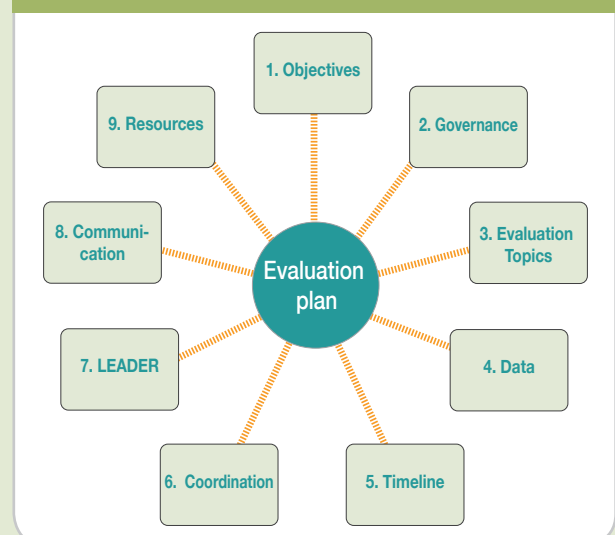 1. Objectives
2. Governance
3. Evaluation
Topics
4. Data
5. Timeline
6. Coordination
7. LEADER
8. Communi-
cation
9. Resources
Evaluation
plan